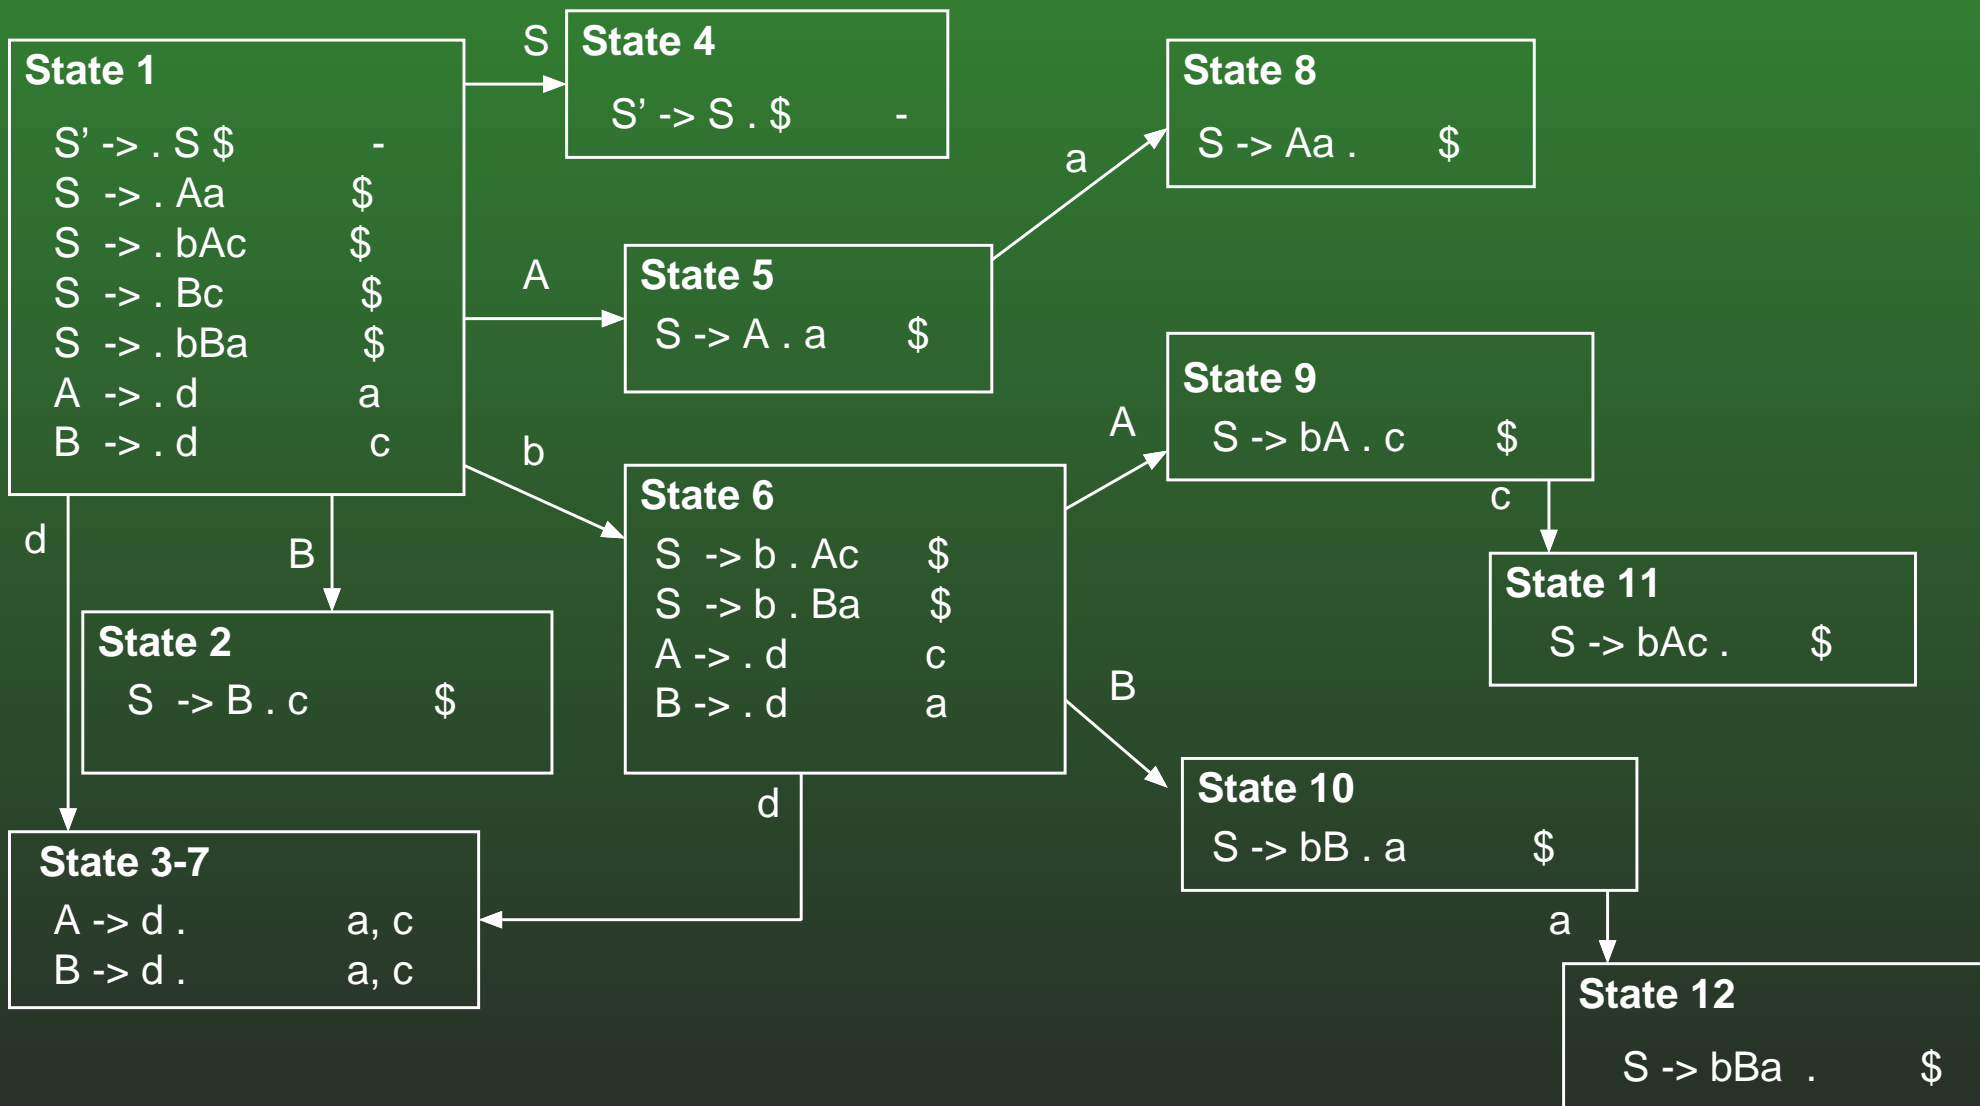 State 1
S’ -> . S $ -
S -> . Aa $
S -> . bAc $
S -> . Bc $
S -> . bBa $
A -> . d a
B -> . d c
S
State 4
S’ -> S . $ -
A
State 5
S -> A . a $
a
State 8
S -> Aa . $
b
State 6
S -> b . Ac $
S -> b . Ba $
A -> . d c
B -> . d a
A
State 9
S -> bA . c $
c
State 11
S -> bAc . $
B
State 10
S -> bB . a $
a
State 12
S -> bBa . $
d
B
State 2
S -> B . c $
d
State 3-7
A -> d . a, c
B -> d . a, c